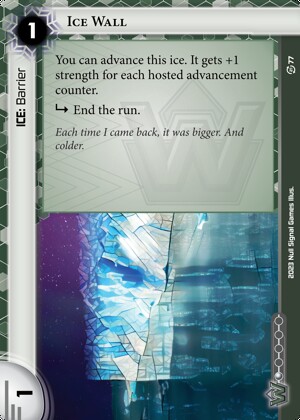 1
Ice Wall
ICE: Barrier
You can advance this ice. It gets +1
strength for each hosted advancement
counter.
↳ End the run.
Each time I came back, it was bigger. And
colder.
77
2023 Null Signal Games Illus.
1